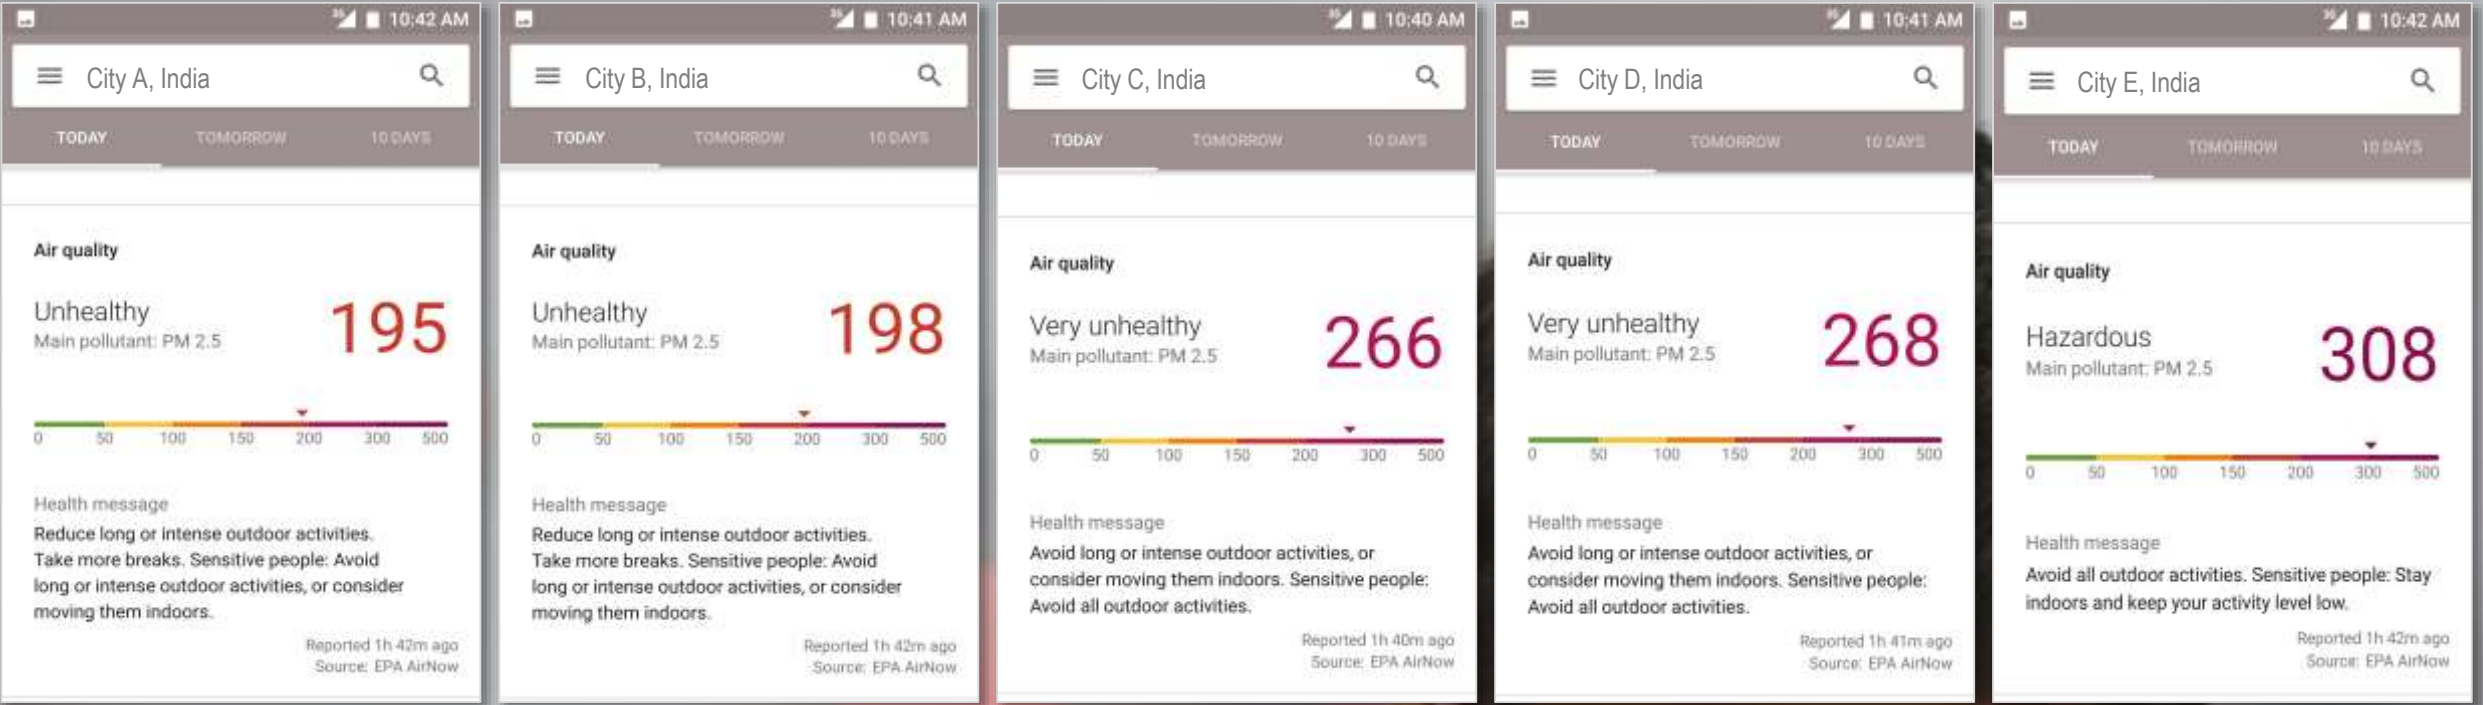 3G 10:42 AM
City A, India
TODAY TOMORROW 10 DAYS
Air quality
Unhealthy
195
Main pollutant: PM 2.5
0 50 100 150 200 300 500
Health message
Reduce long or intense outdoor activities.
Take more breaks. Sensitive people: Avoid
long or intense outdoor activities, or consider
moving them indoors.
Reported 1h 42m ago
Source: EPA AirNow
3G 10:41 AM
City B, India
TODAY TOMORROW 10 DAYS
Air quality
Unhealthy
198
Main pollutant: PM 2.5
0 50 100 150 200 300 500
Health message
Reduce long or intense outdoor activities.
Take more breaks. Sensitive people: Avoid
long or intense outdoor activities, or consider
moving them indoors.
Reported 1h 42m ago
Source: EPA AirNow
3G 10:40 AM
City C, India
TODAY TOMORROW 10 DAYS
Air quality
Very unhealthy
266
Main pollutant: PM 2.5
0 50 100 150 200 300 500
Health message
Avoid long or intense outdoor activities, or
consider moving them indoors. Sensitive people:
Avoid all outdoor activities.
Reported 1h 40m ago
Source: EPA AirNow
3G 10:41 AM
City D, India
TODAY TOMORROW 10 DAYS
Air quality
Very unhealthy
268
Main pollutant: PM 2.5
0 50 100 150 200 300 500
Health message
Avoid long or intense outdoor activities, or
consider moving them indoors. Sensitive people:
Avoid all outdoor activities.
Reported 1h 41m ago
Source: EPA AirNow
3G 10:42 AM
City E, India
TODAY TOMORROW 10 DAYS
Air quality
Hazardous
308
Main pollutant: PM 2.5
0 50 100 150 200 300 500
Health message
Avoid all outdoor activities. Sensitive people: Stay
indoors and keep your activity level low.
Reported 1h 42m ago
Source: EPA AirNow